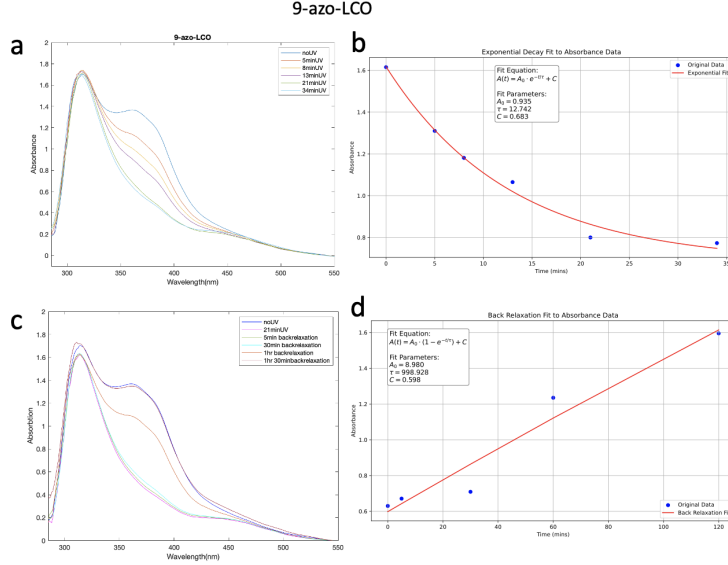 9-azo-LCO
a
9-azo-LCO
noUV
5minUV
8minUV
13minUV
21minUV
34minUV
2
1.8
1.6
1.4
1.2
1
0.8
0.6
0.4
0.2
0
Absorbance
300
350
400
450
500
550
Wavelength(nm)
b
Exponential Decay Fit to Absorbance Data
Original Data
Exponential Fit
Fit Equation:
A(t) = A₀ · e^{-t/τ} + C
Fit Parameters:
A₀ = 0.935
τ = 12.742
C = 0.683
1.6
1.4
1.2
1.0
0.8
0.6
Absorbance
0
5
10
15
20
25
30
35
Time (mins)
c
noUV
21minUV
5min backrelaxation
30min backrelaxation
1hr backrelaxation
1hr 30minbackrelaxation
2
1.8
1.6
1.4
1.2
1
0.8
0.6
0.4
0.2
0
Absorbtion
300
350
400
450
500
550
Wavelength(nm)
d
Back Relaxation Fit to Absorbance Data
Fit Equation:
A(t) = A₀ · (1 − e^{-t/τ}) + C
Fit Parameters:
A₀ = 8.980
τ = 998.928
C = 0.598
Original Data
Back Relaxation Fit
1.6
1.4
1.2
1.0
0.8
0.6
Absorbance
0
20
40
60
80
100
120
Time (mins)